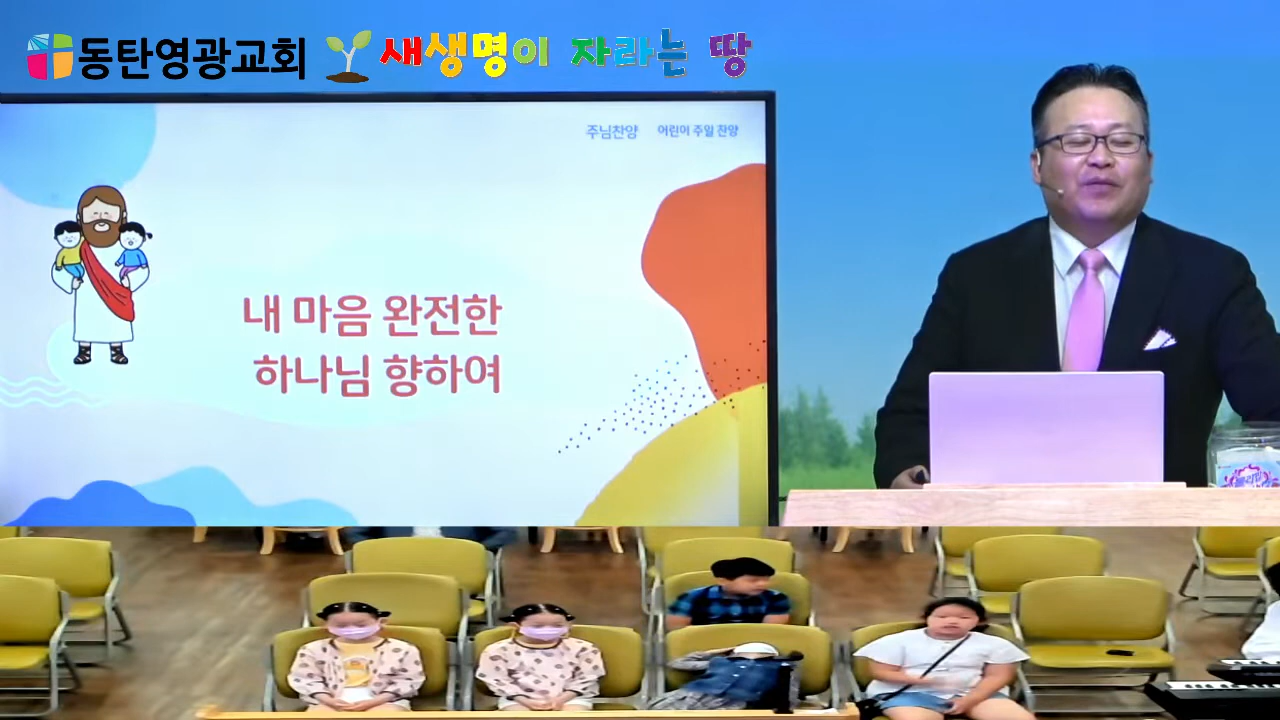 동탄영광교회 새생명이 자라는 땅
주님찬양 어린이 주일 찬양
내 마음 완전한
하나님 향하여